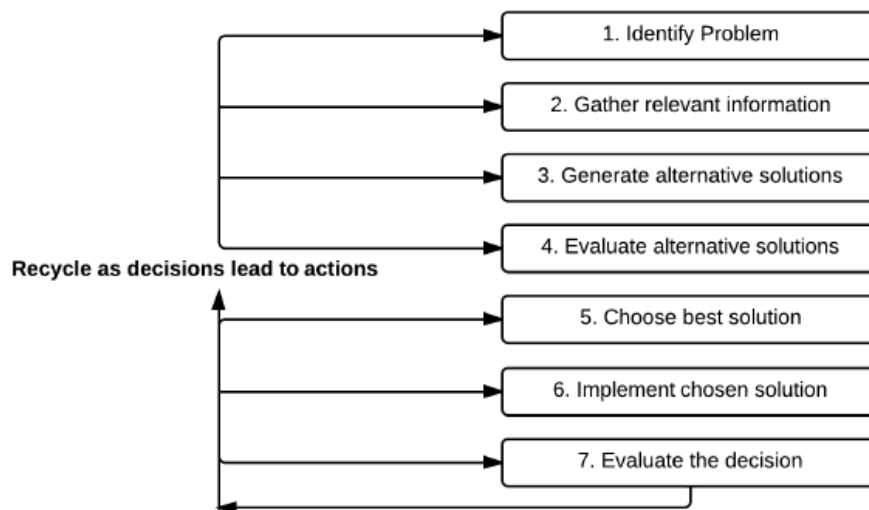 1. Identify Problem
2. Gather relevant information
3. Generate alternative solutions
4. Evaluate alternative solutions
Recycle as decisions lead to actions
5. Choose best solution
6. Implement chosen solution
7. Evaluate the decision